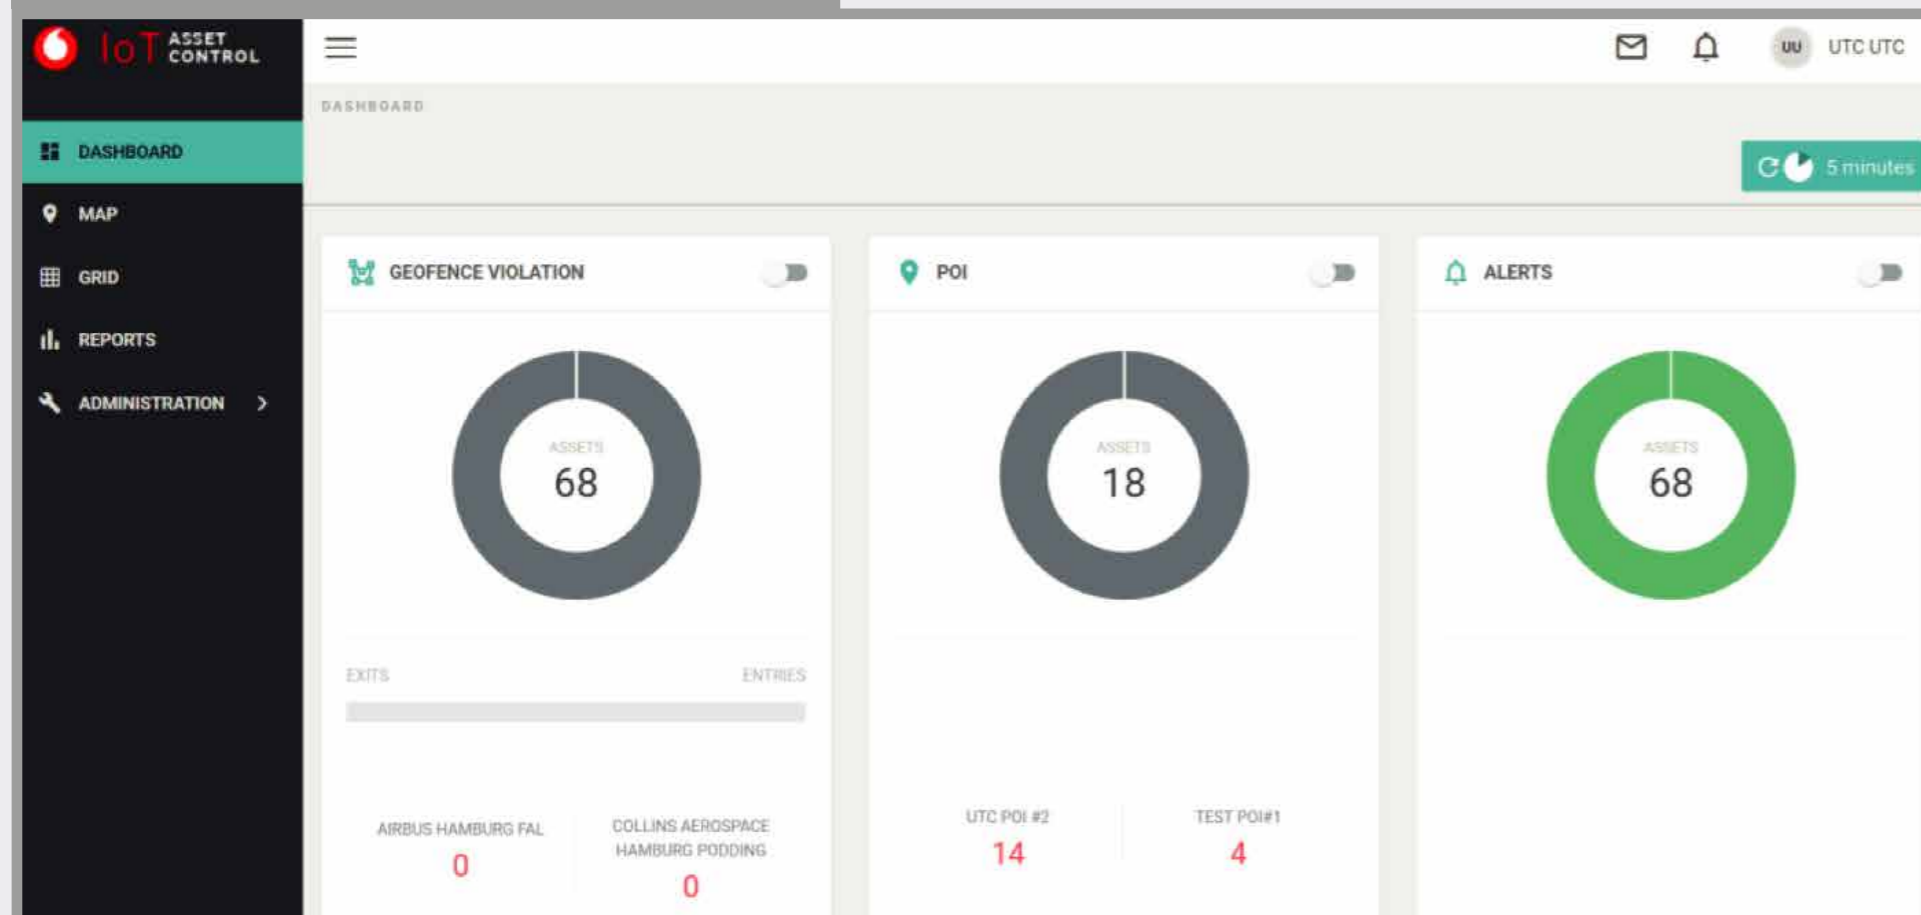 IoT ASSET CONTROL
UU UTC UTC
DASHBOARD
DASHBOARD
5 minutes
MAP
GRID
REPORTS
ADMINISTRATION
GEOFENCE VIOLATION
ASSETS
68
EXITS ENTRIES
AIRBUS HAMBURG FAL
0
COLLINS AEROSPACE
HAMBURG PODDING
0
POI
ASSETS
18
UTC POI #2
14
TEST POI#1
4
ALERTS
ASSETS
68